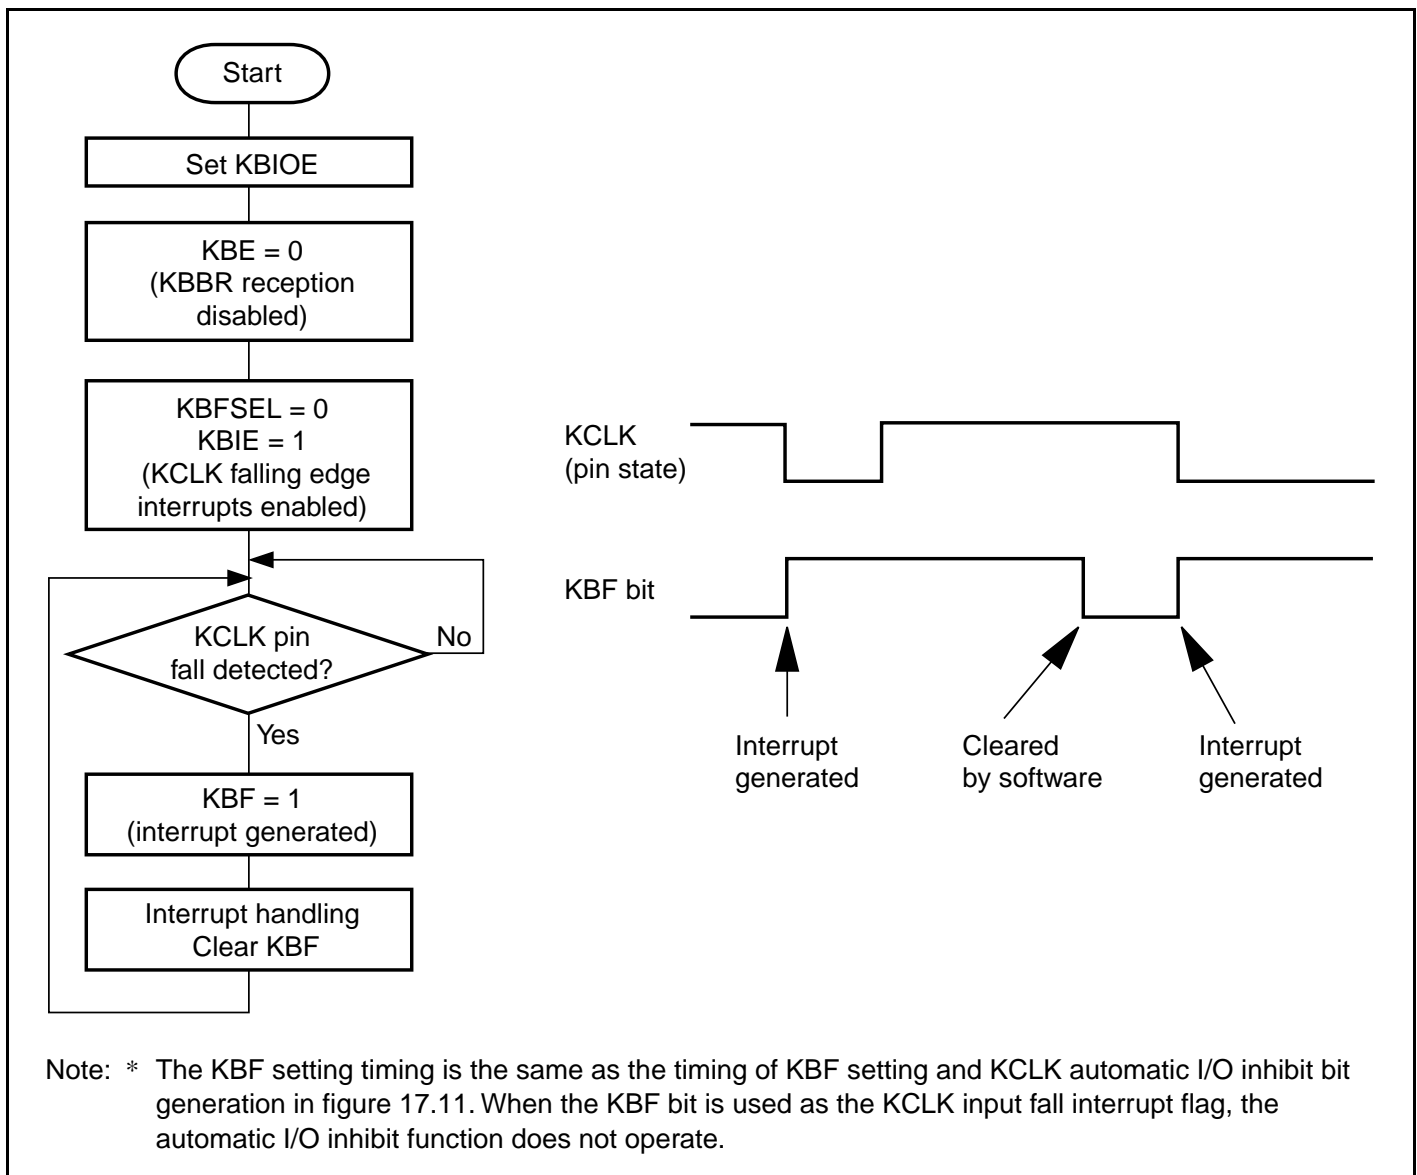 Start
Set KBIOE
KBE = 0
(KBBR reception
disabled)
KBFSEL = 0
KBIE = 1
(KCLK falling edge
interrupts enabled)
KCLK pin
fall detected?
No
Yes
KBF = 1
(interrupt generated)
Interrupt handling
Clear KBF
KCLK
(pin state)
KBF bit
Interrupt
generated
Cleared
by software
Interrupt
generated
Note: * The KBF setting timing is the same as the timing of KBF setting and KCLK automatic I/O inhibit bit
generation in figure 17.11. When the KBF bit is used as the KCLK input fall interrupt flag, the
automatic I/O inhibit function does not operate.